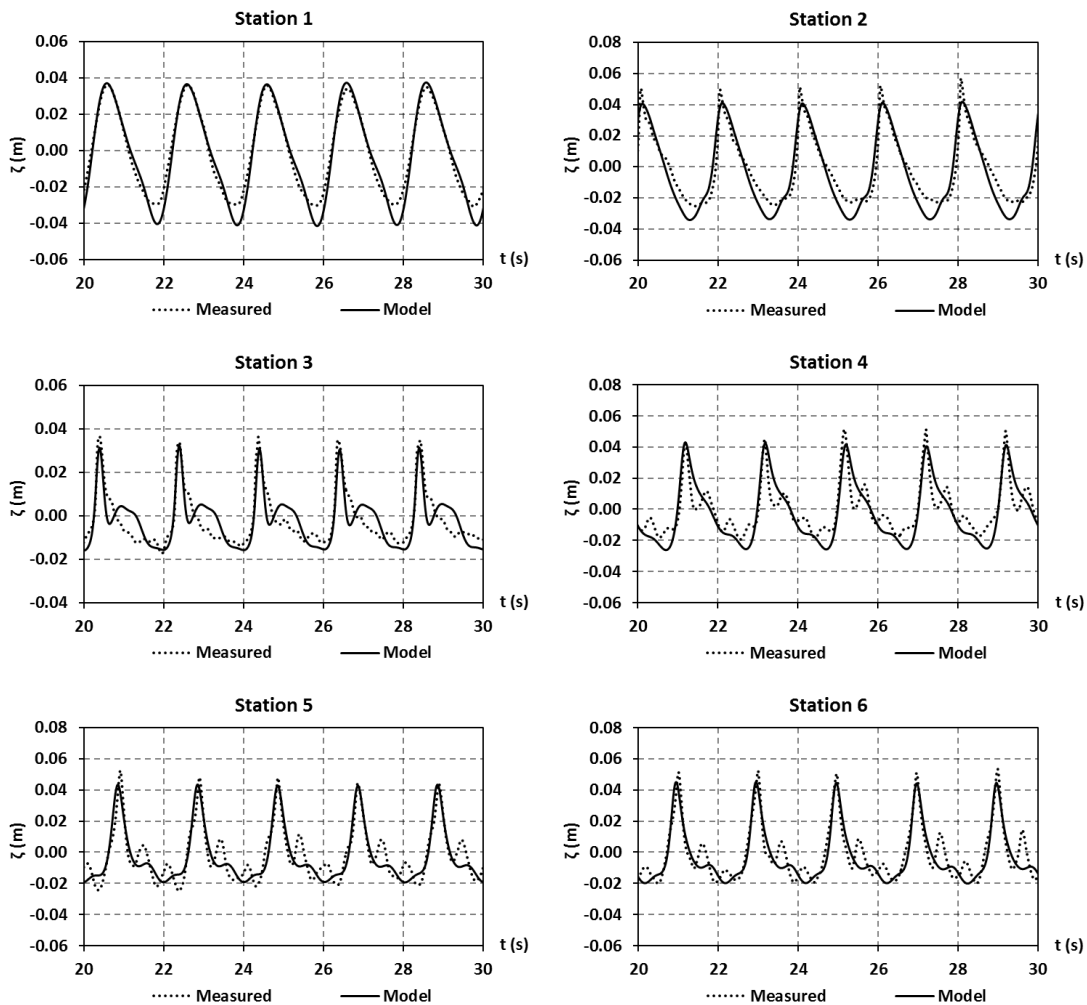 Station 1
0.06
0.04
0.02
0.00
-0.02
-0.04
-0.06
ζ (m)
20 22 24 26 28 30
t (s)
Measured Model
Station 2
0.08
0.06
0.04
0.02
0.00
-0.02
-0.04
-0.06
ζ (m)
20 22 24 26 28 30
t (s)
Measured Model
Station 3
0.06
0.04
0.02
0.00
-0.02
-0.04
ζ (m)
20 22 24 26 28 30
t (s)
Measured Model
Station 4
0.08
0.06
0.04
0.02
0.00
-0.02
-0.04
-0.06
ζ (m)
20 22 24 26 28 30
t (s)
Measured Model
Station 5
0.08
0.06
0.04
0.02
0.00
-0.02
-0.04
-0.06
ζ (m)
20 22 24 26 28 30
t (s)
Measured Model
Station 6
0.08
0.06
0.04
0.02
0.00
-0.02
-0.04
-0.06
ζ (m)
20 22 24 26 28 30
t (s)
Measured Model